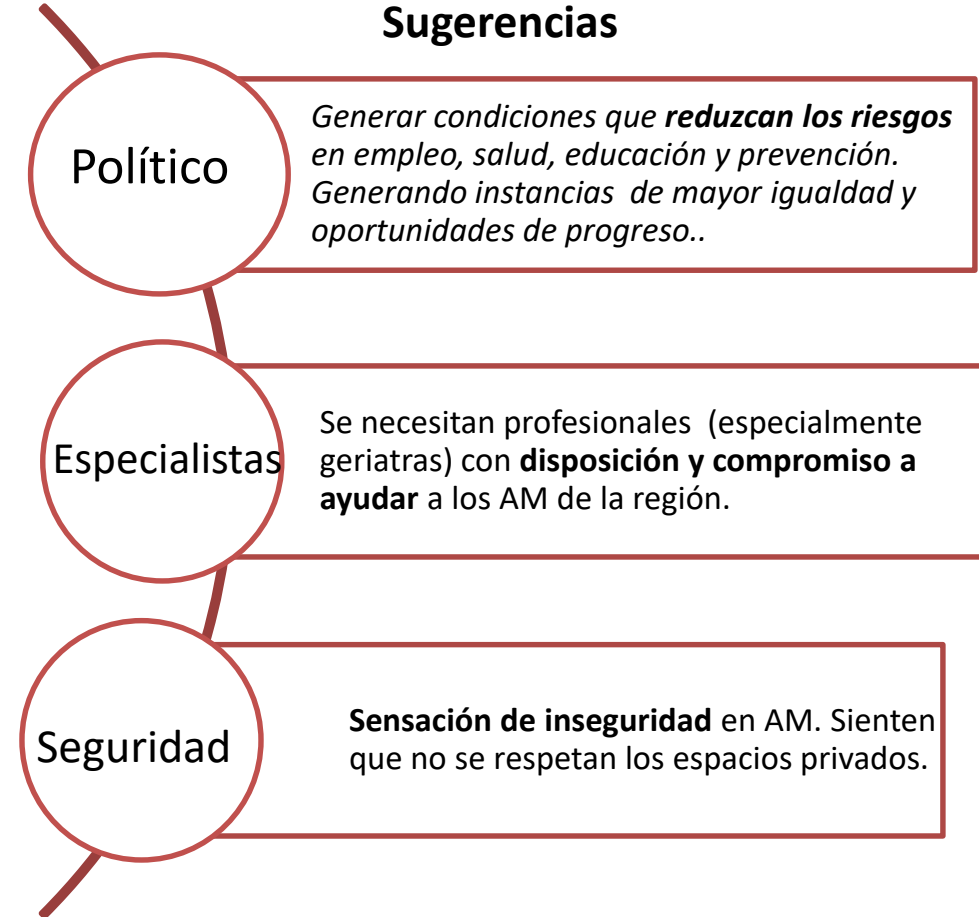 Sugerencias
Político
Generar condiciones que reduzcan los riesgos
en empleo, salud, educación y prevención.
Generando instancias  de mayor igualdad y
oportunidades de progreso..
Especialistas
Se necesitan profesionales  (especialmente
geriatras) con disposición y compromiso a
ayudar a los AM de la región.
Seguridad
Sensación de inseguridad en AM. Sienten
que no se respetan los espacios privados.